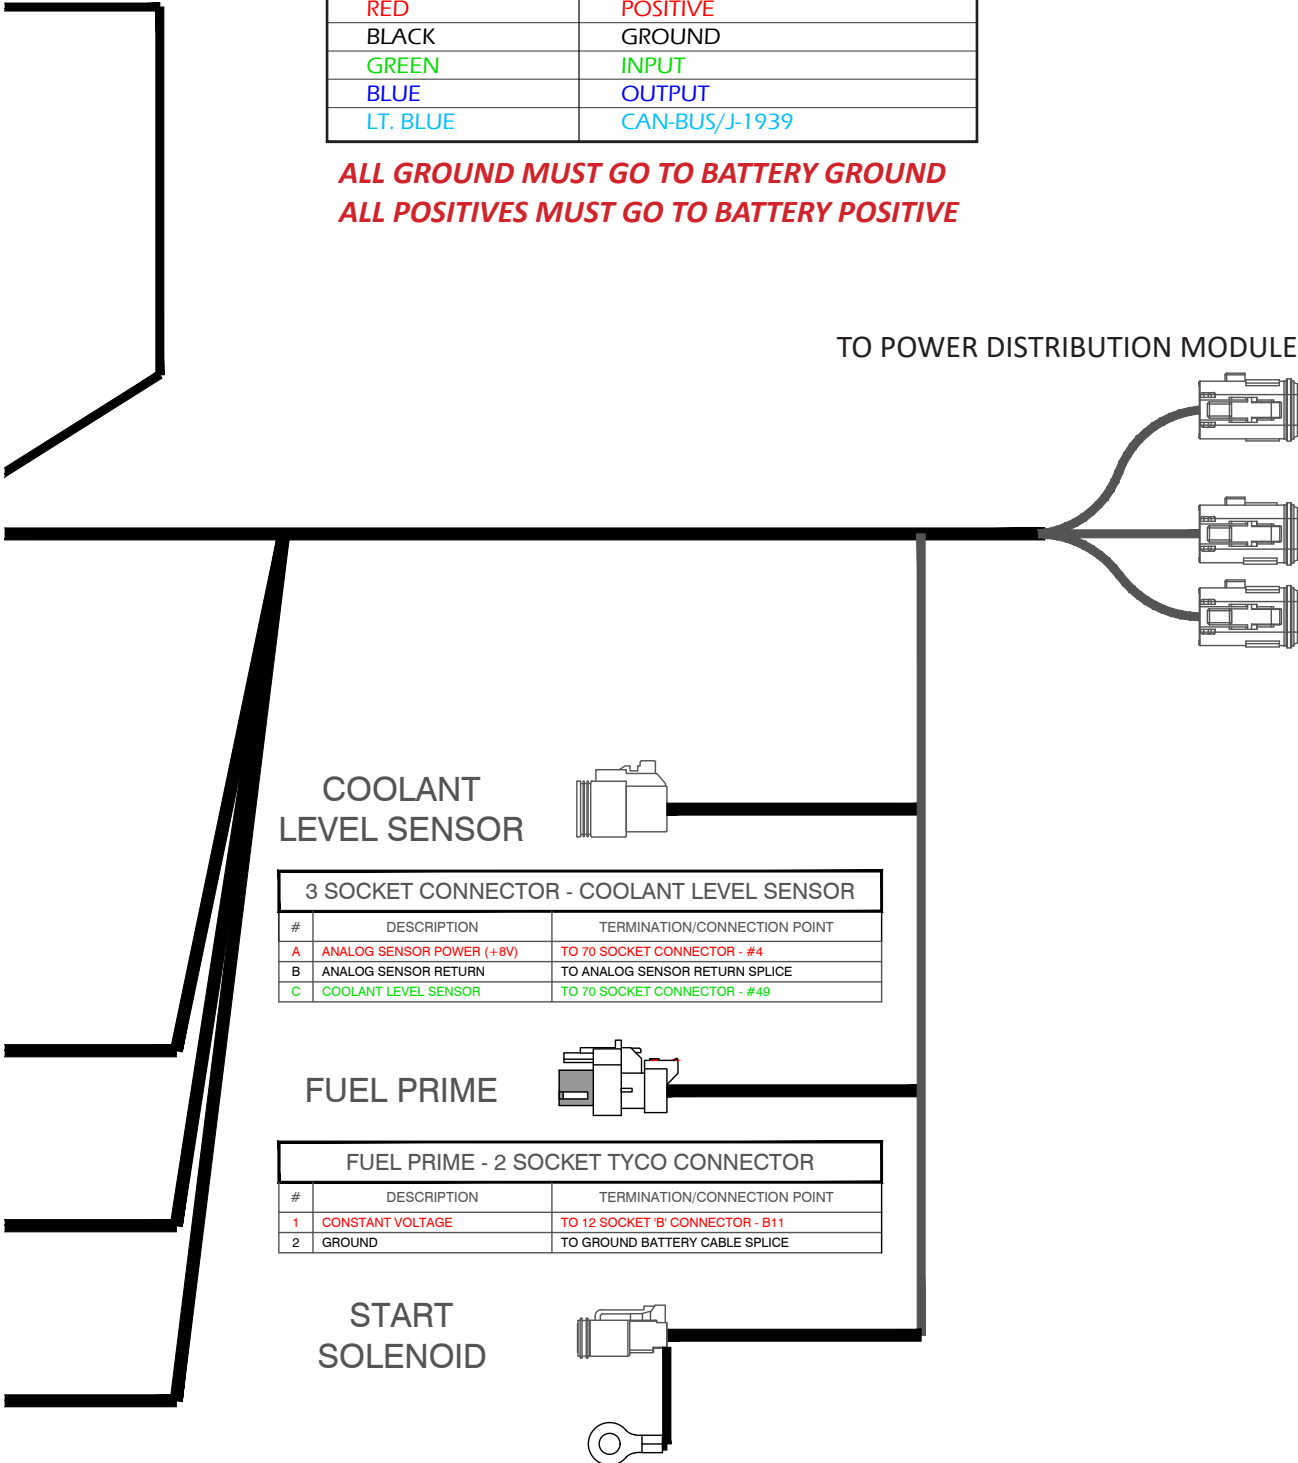 RED POSITIVE
BLACK GROUND
GREEN INPUT
BLUE OUTPUT
LT. BLUE CAN-BUS/J-1939
ALL GROUND MUST GO TO BATTERY GROUND
ALL POSITIVES MUST GO TO BATTERY POSITIVE
TO POWER DISTRIBUTION MODULE
COOLANT
LEVEL SENSOR
3 SOCKET CONNECTOR - COOLANT LEVEL SENSOR
# DESCRIPTION TERMINATION/CONNECTION POINT
A ANALOG SENSOR POWER (+8V) TO 70 SOCKET CONNECTOR - #4
B ANALOG SENSOR RETURN TO ANALOG SENSOR RETURN SPLICE
C COOLANT LEVEL SENSOR TO 70 SOCKET CONNECTOR - #49
FUEL PRIME
FUEL PRIME - 2 SOCKET TYCO CONNECTOR
# DESCRIPTION TERMINATION/CONNECTION POINT
1 CONSTANT VOLTAGE TO 12 SOCKET 'B' CONNECTOR - B11
2 GROUND TO GROUND BATTERY CABLE SPLICE
START
SOLENOID